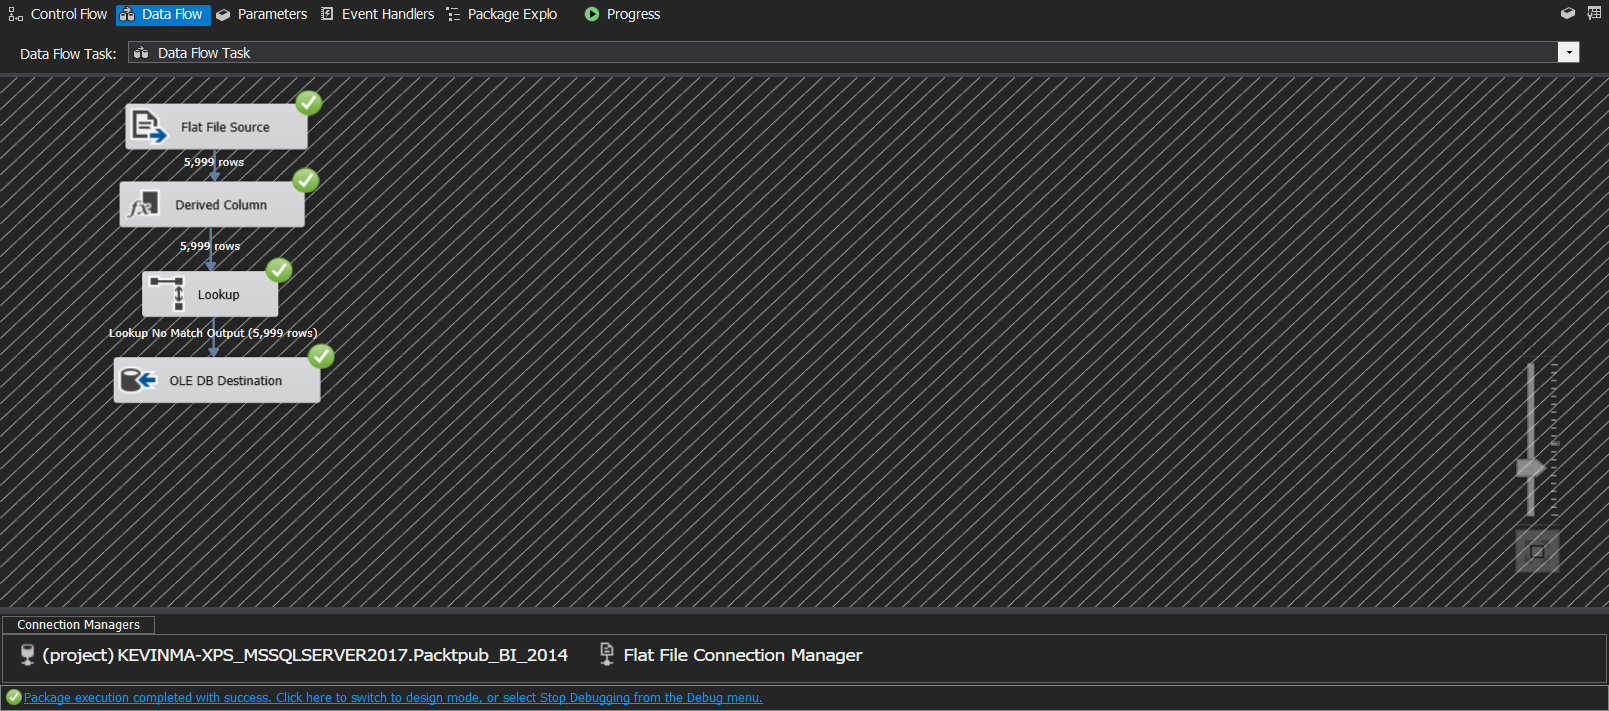 Control Flow Data Flow Parameters Event Handlers Package Explo Progress
Data Flow Task: Data Flow Task
Flat File Source
5,999 rows
Derived Column
5,999 rows
Lookup
Lookup No Match Output (5,999 rows)
OLE DB Destination
Connection Managers
(project) KEVINMA-XPS_MSSQLSERVER2017.Packtpub_BI_2014 Flat File Connection Manager
Package execution completed with success. Click here to switch to design mode, or select Stop Debugging from the Debug menu.